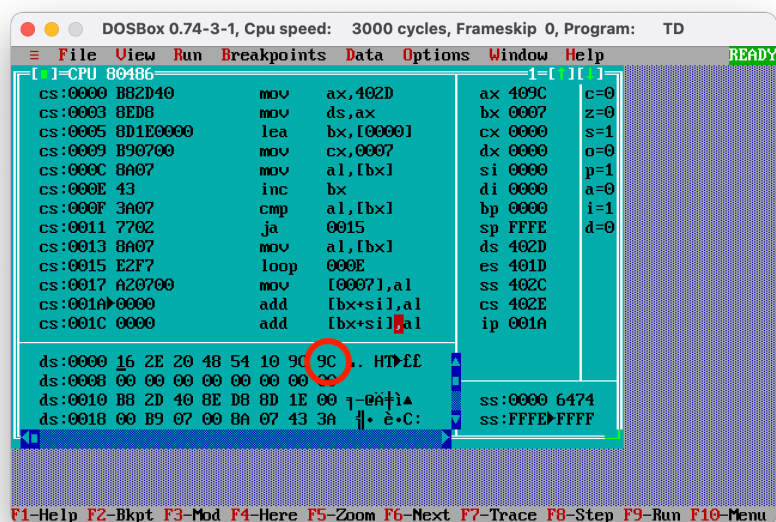 DOSBox 0.74-3-1, Cpu speed: 3000 cycles, Frameskip 0, Program: TD
≡ File View Run Breakpoints Data Options Window Help READY
[■]=CPU 80486 1=[↑][↓]
cs:0000 B82D40 mov ax,402D ax 409C c=0
cs:0003 8ED8 mov ds,ax bx 0007 z=0
cs:0005 8D1E0000 lea bx,[0000] cx 0000 s=1
cs:0009 B90700 mov cx,0007 dx 0000 o=0
cs:000C 8A07 mov al,[bx] si 0000 p=1
cs:000E 43 inc bx di 0000 a=0
cs:000F 3A07 cmp al,[bx] bp 0000 i=1
cs:0011 7702 ja 0015 sp FFFE d=0
cs:0013 8A07 mov al,[bx] ds 402D
cs:0015 E2F7 loop 000E es 401D
cs:0017 A20700 mov [0007],al ss 402C
cs:001A►0000 add [bx+si],al cs 402E
cs:001C 0000 add [bx+si],al ip 001A
ds:0000 16 2E 20 48 54 10 9C 9C . HT►££
ds:0008 00 00 00 00 00 00 00 00
ds:0010 B8 2D 40 8E D8 8D 1E 00 ╕-@Ä╪ì▲ ss:0000 6474
ds:0018 00 B9 07 00 8A 07 43 3A ╣• è•C: ss:FFFE►FFFF
F1-Help F2-Bkpt F3-Mod F4-Here F5-Zoom F6-Next F7-Trace F8-Step F9-Run F10-Menu